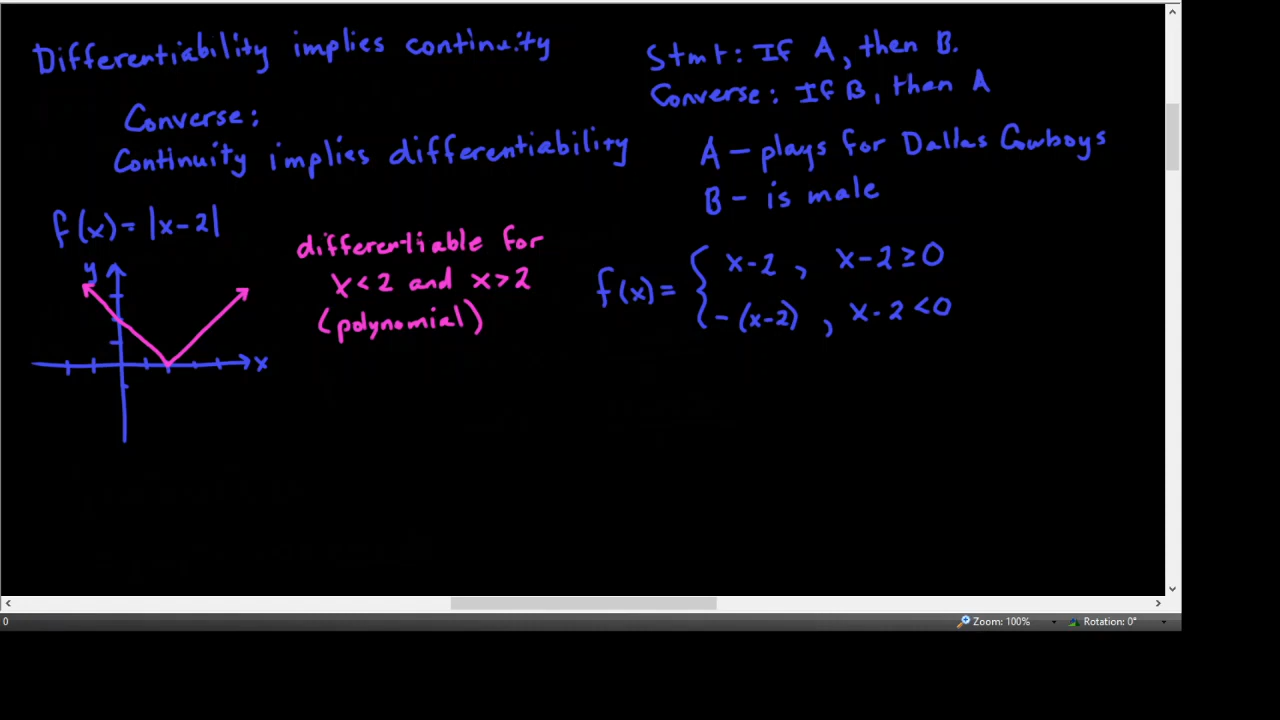 Differentiability implies continuity
Converse:
Continuity implies differentiability
Stmt: If A, then B.
Converse: If B, then A
A – plays for Dallas Cowboys
B – is male
f(x) = |x-2|
y
x
differentiable for
x < 2 and x > 2
(polynomial)
f(x) = { x-2 , x-2 ≥ 0
-(x-2) , x-2 < 0
0
Zoom: 100%
Rotation: 0°